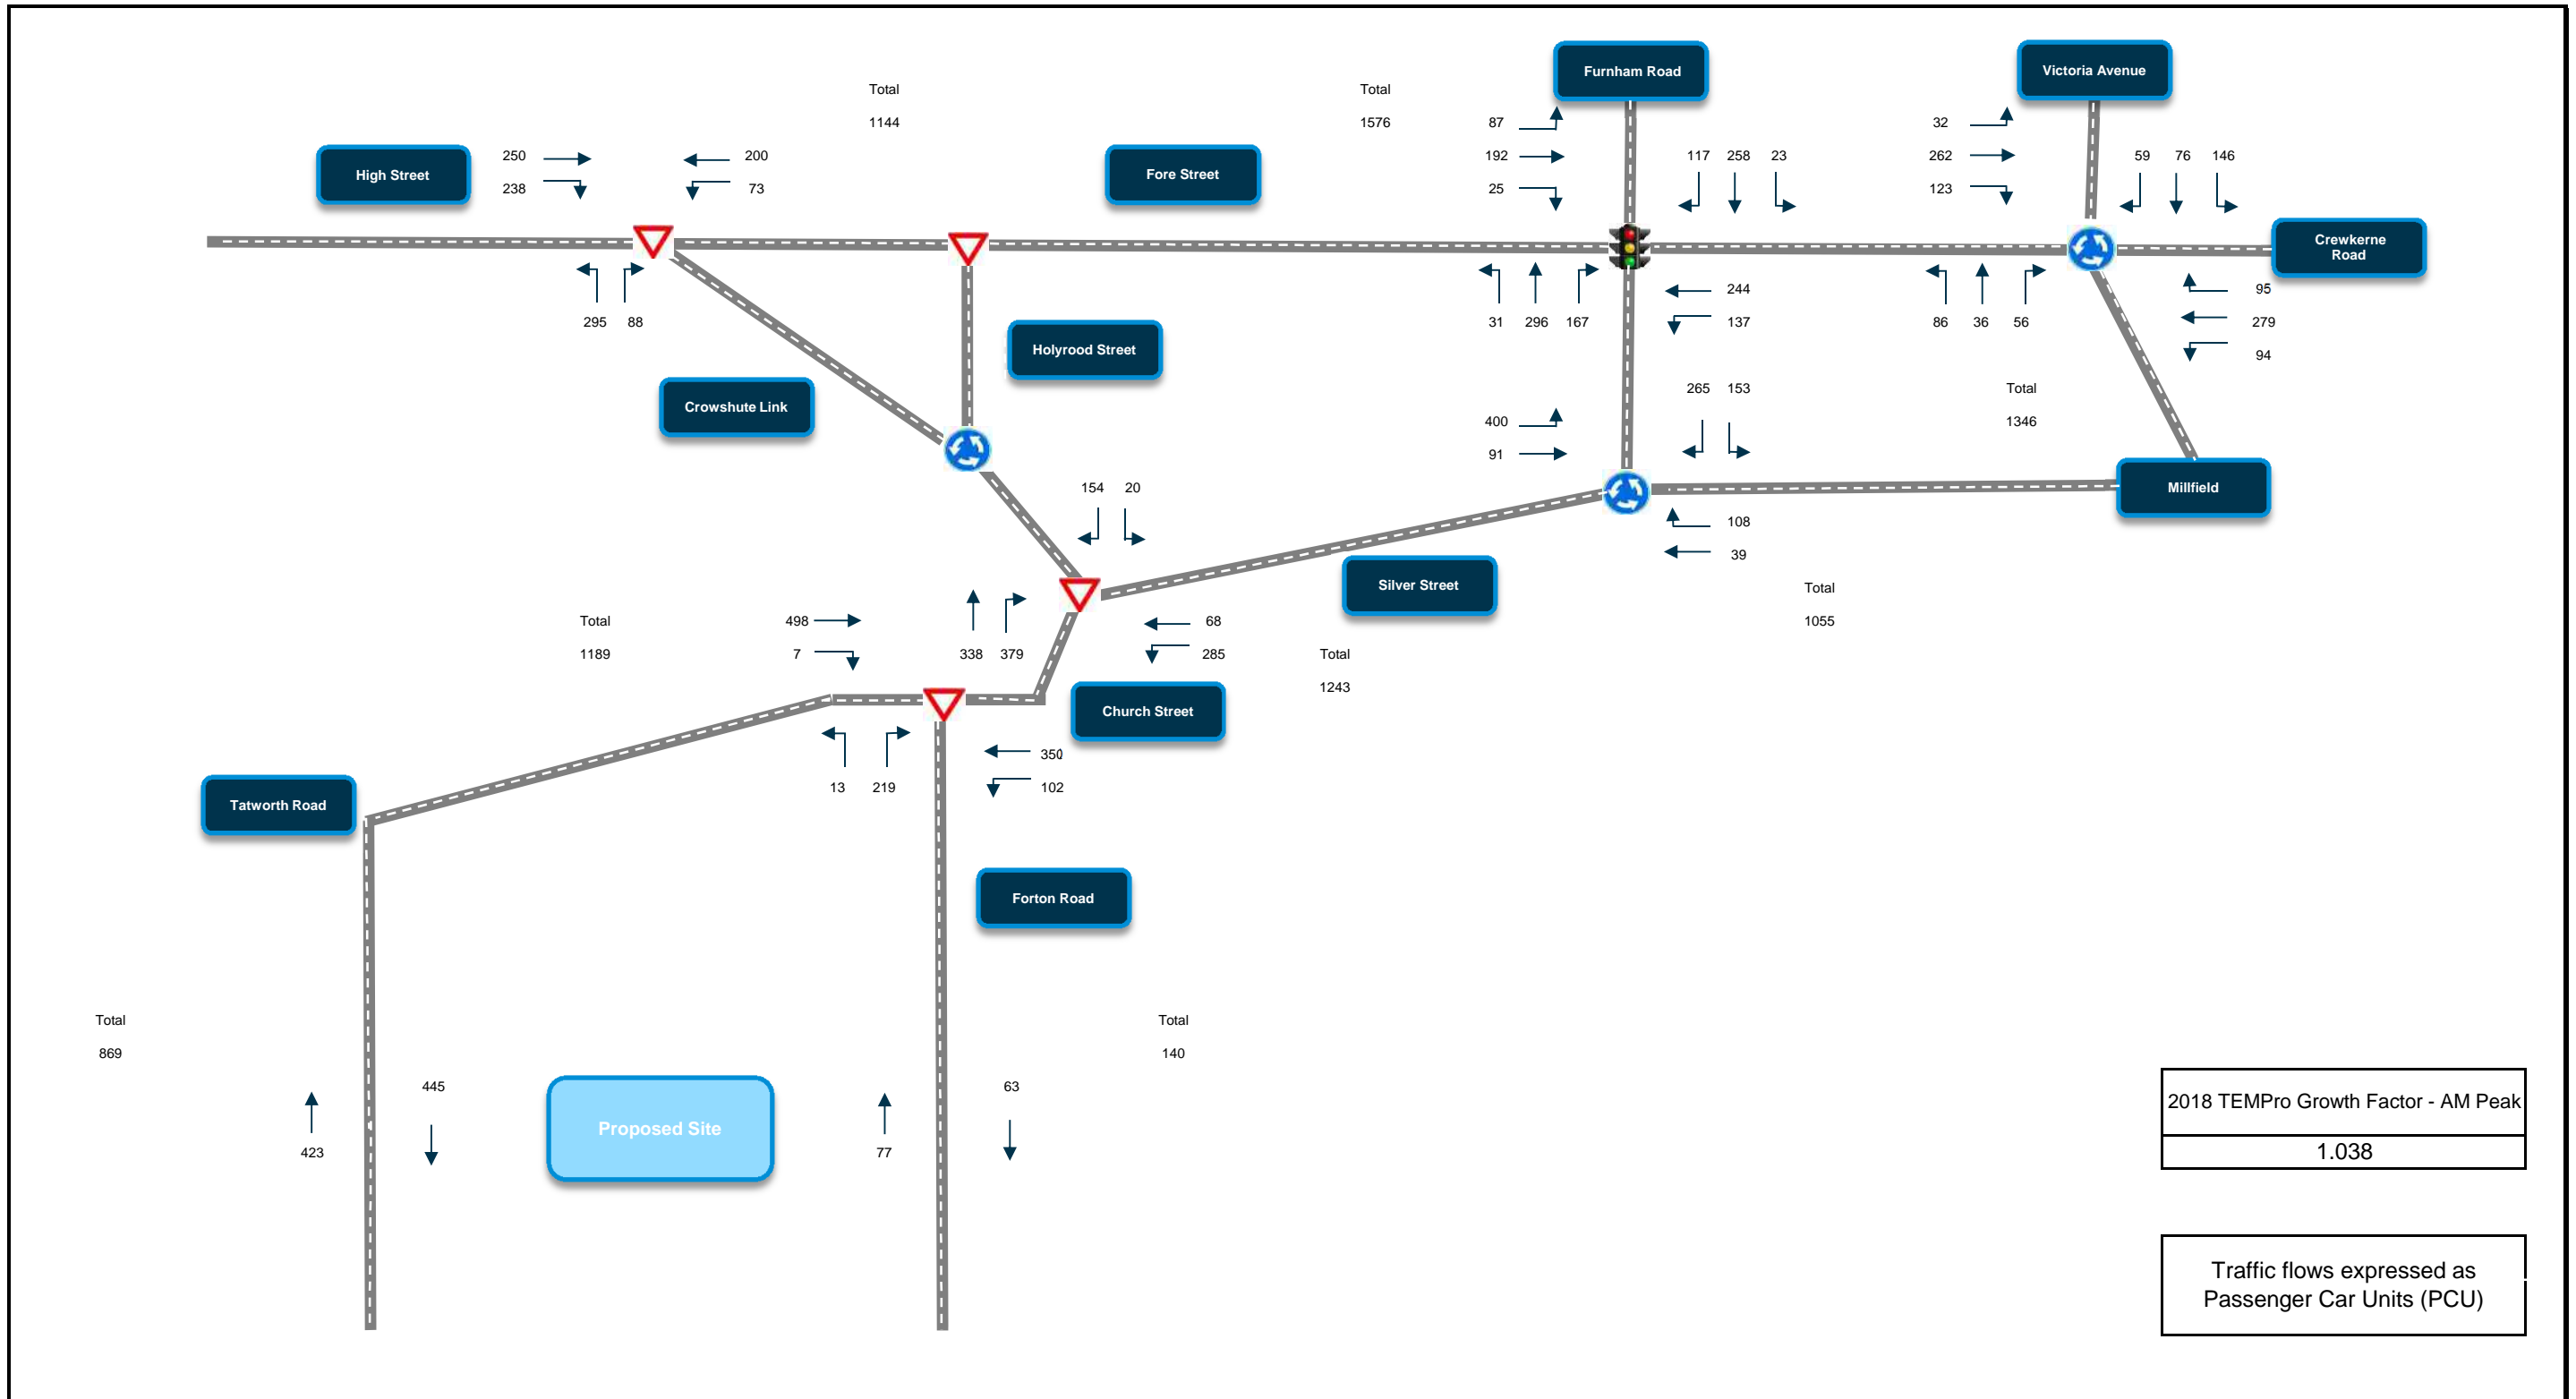 Furnham Road
Victoria Avenue
Total
Total
1144
1576
87
32
High Street
250
200
Fore Street
192
117 258 23
262
59 76 146
238
73
25
123
Crewkerne
Road
244
95
295 88
31 296 167
137
86 36 56
279
Holyrood Street
94
Crowshute Link
265 153
Total
400
1346
91
154 20
Millfield
108
39
Silver Street
Total
Total
498
68
1055
1189
7
338 379
285
Total
1243
Church Street
350
13 219
102
Tatworth Road
Forton Road
Total
Total
869
140
445
63
Proposed Site
423
77
2018 TEMPro Growth Factor - AM Peak
1.038
Traffic flows expressed as
Passenger Car Units (PCU)